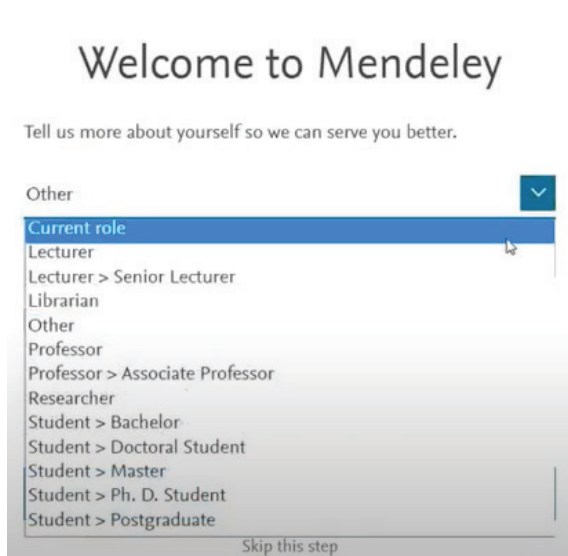 Welcome to Mendeley
Tell us more about yourself so we can serve you better.
Other
Current role
Lecturer
Lecturer > Senior Lecturer
Librarian
Other
Professor
Professor > Associate Professor
Researcher
Student > Bachelor
Student > Doctoral Student
Student > Master
Student > Ph. D. Student
Student > Postgraduate
Skip this step